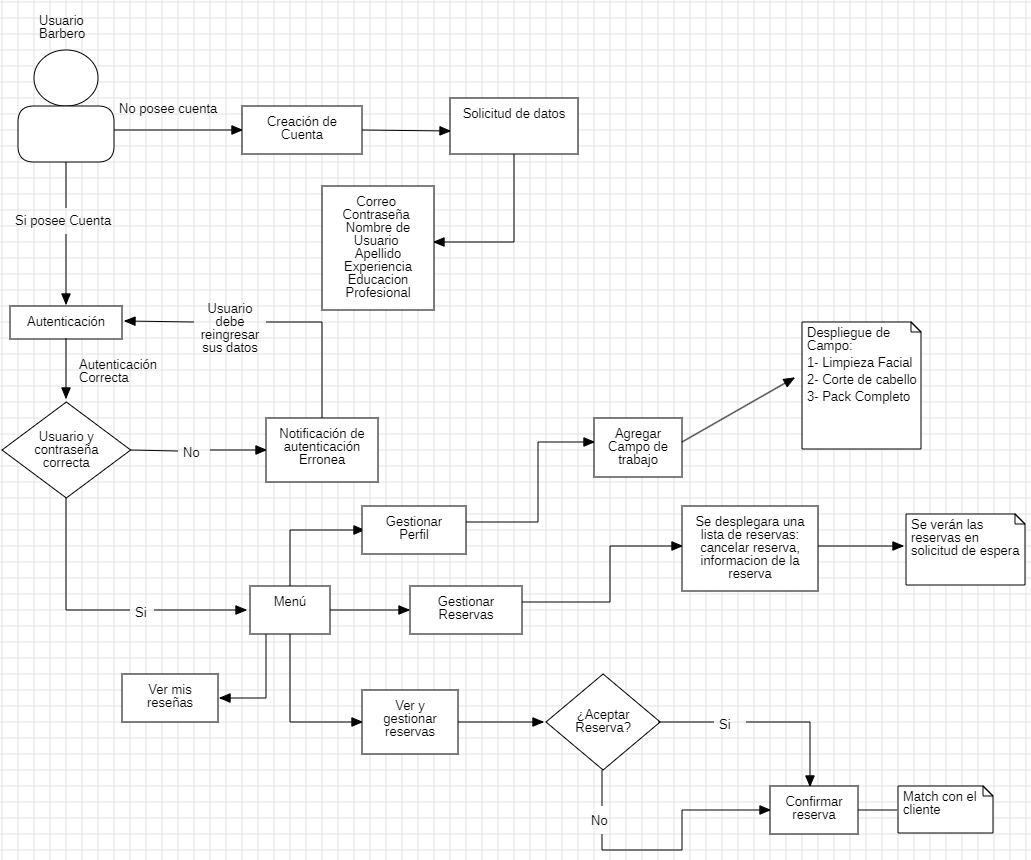 Usuario
Barbero
No posee cuenta
Creación de
Cuenta
Solicitud de datos
Si posee Cuenta
Correo
Contraseña
Nombre de
Usuario
Apellido
Experiencia
Educacion
Profesional
Autenticación
Usuario
debe
reingresar
sus datos
Autenticación
Correcta
Usuario y
contraseña
correcta
No
Notificación de
autenticación
Erronea
Agregar
Campo de
trabajo
Despliegue de
Campo:
1- Limpieza Facial
2- Corte de cabello
3- Pack Completo
Gestionar
Perfil
Se desplegara una
lista de reservas:
cancelar reserva,
informacion de la
reserva
Se verán las
reservas en
solicitud de espera
Si
Menú
Gestionar
Reservas
Ver mis
reseñas
Ver y
gestionar
reservas
¿Aceptar
Reserva?
Si
No
Confirmar
reserva
Match con el
cliente